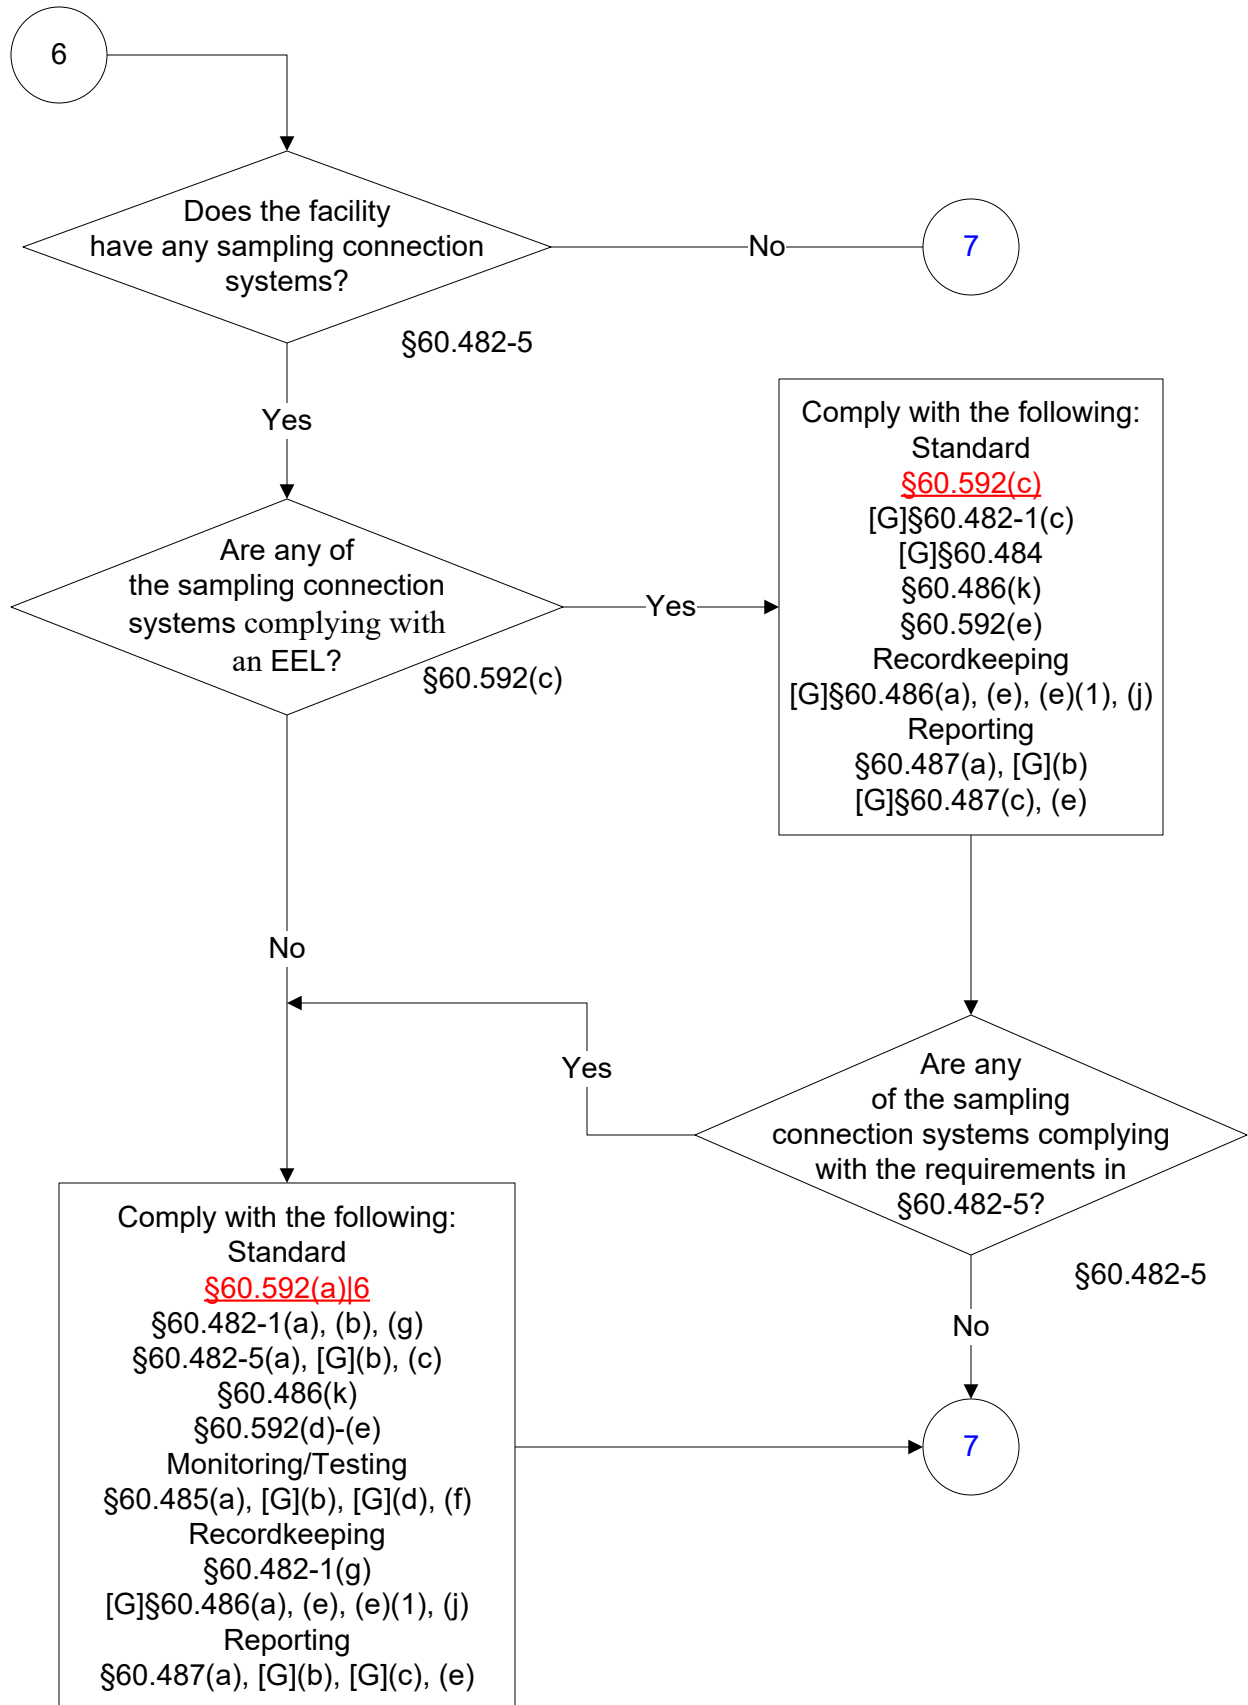 6
Does the facility
have any sampling connection
systems?
No
7
§60.482-5
Yes
Are any of
the sampling connection
systems complying with
an EEL?
§60.592(c)
Yes
Comply with the following:
Standard
§60.592(c)
[G]§60.482-1(c)
[G]§60.484
§60.486(k)
§60.592(e)
Recordkeeping
[G]§60.486(a), (e), (e)(1), (j)
Reporting
§60.487(a), [G](b)
[G]§60.487(c), (e)
No
Yes
Are any
of the sampling
connection systems complying
with the requirements in
§60.482-5?
§60.482-5
No
7
Comply with the following:
Standard
§60.592(a)|6
§60.482-1(a), (b), (g)
§60.482-5(a), [G](b), (c)
§60.486(k)
§60.592(d)-(e)
Monitoring/Testing
§60.485(a), [G](b), [G](d), (f)
Recordkeeping
§60.482-1(g)
[G]§60.486(a), (e), (e)(1), (j)
Reporting
§60.487(a), [G](b), [G](c), (e)